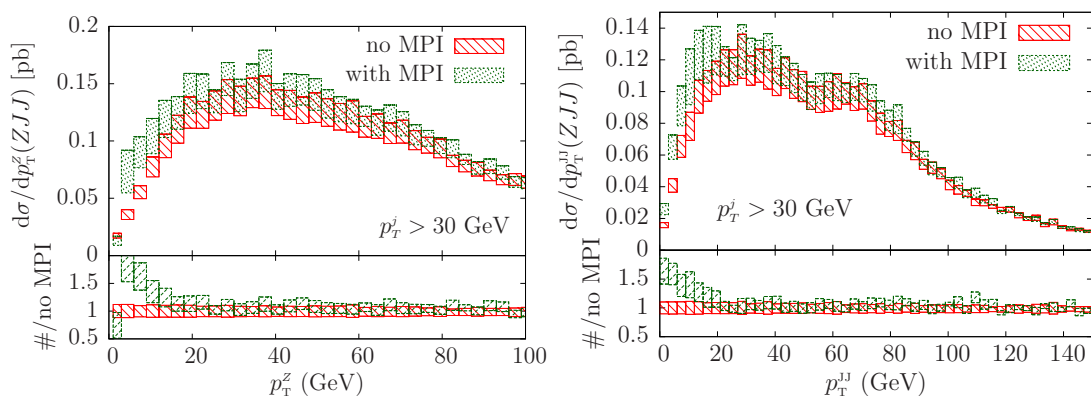 dσ/dp_T^Z(ZJJ) [pb]
0.2
0.15
0.1
0.05
0
no MPI
with MPI
p_T^j > 30 GeV
#/no MPI
1.5
1
0.5
0 20 40 60 80 100
p_T^Z (GeV)
dσ/dp_T^JJ(ZJJ) [pb]
0.14
0.12
0.1
0.08
0.06
0.04
0.02
0
no MPI
with MPI
p_T^j > 30 GeV
#/no MPI
1.5
1
0.5
0 20 40 60 80 100 120 140
p_T^JJ (GeV)